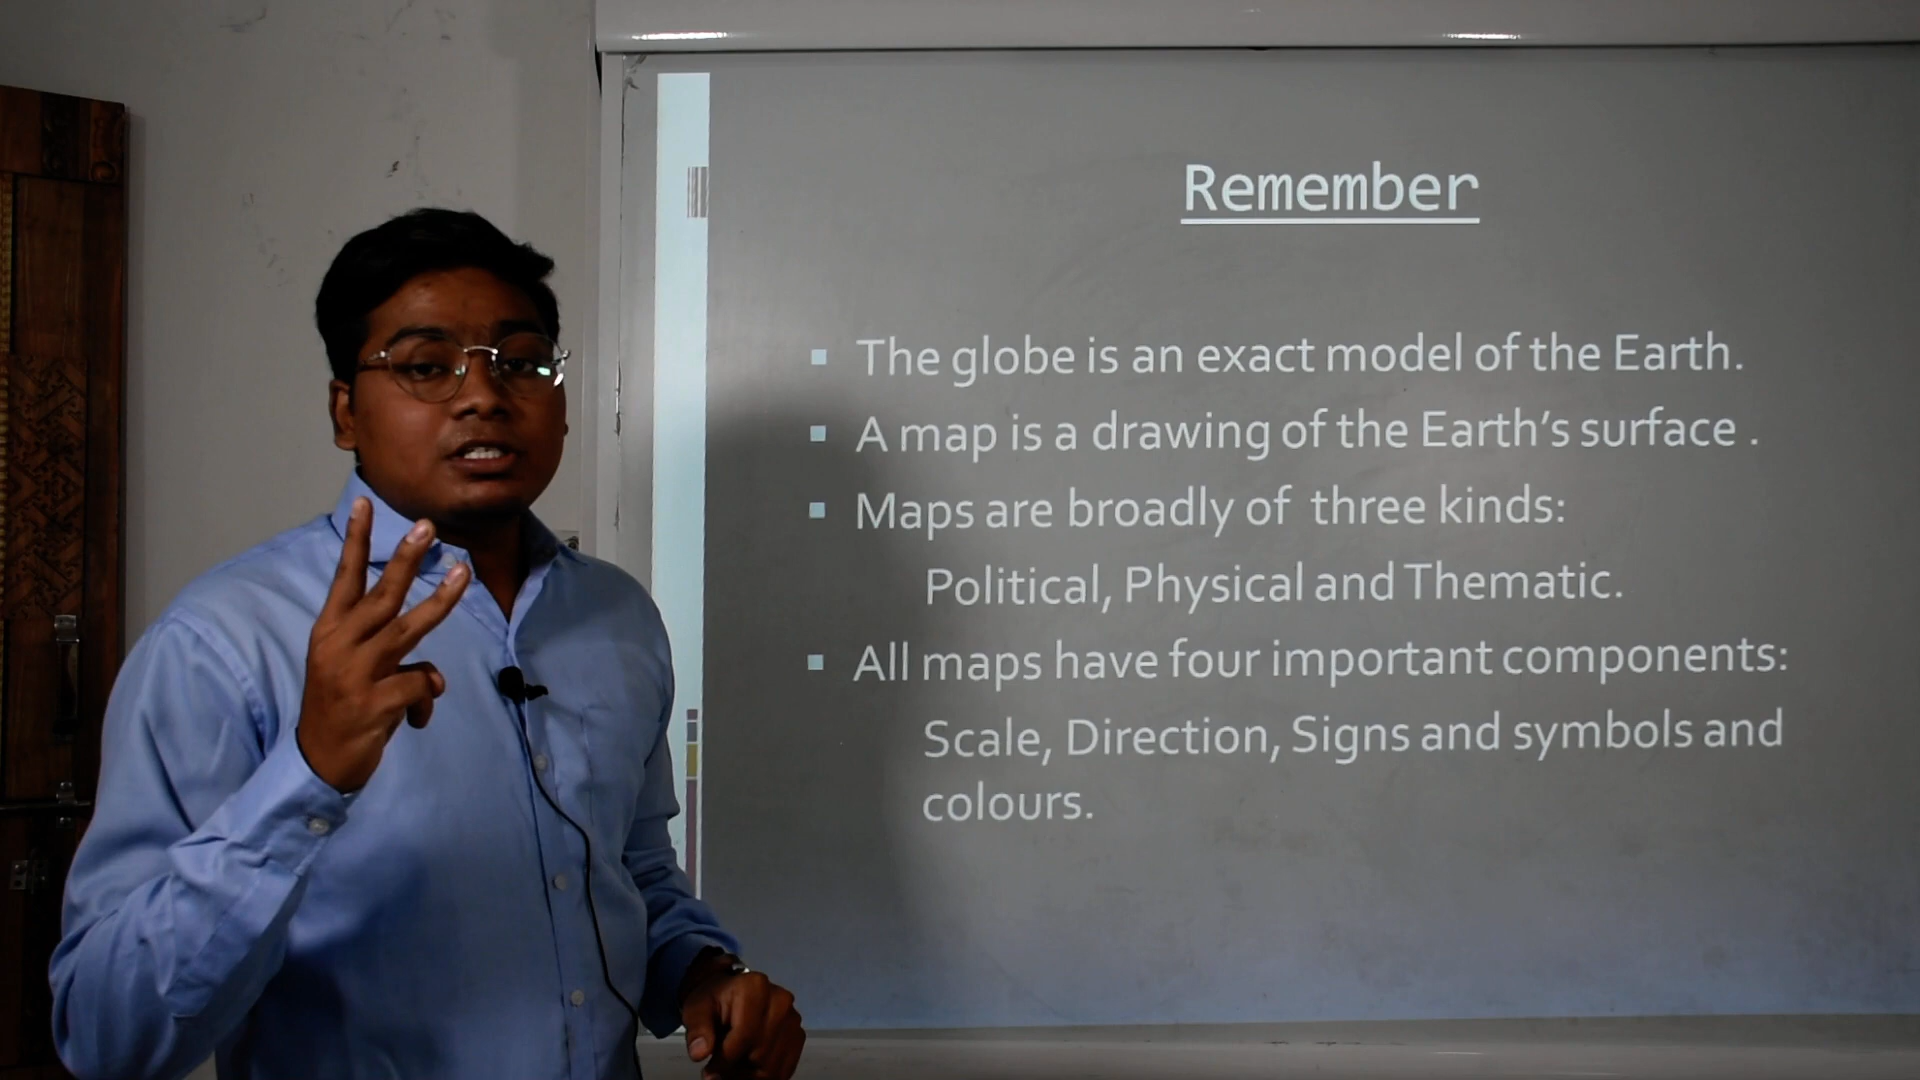 Remember
The globe is an exact model of the Earth.
A map is a drawing of the Earth's surface .
Maps are broadly of three kinds:
Political, Physical and Thematic.
All maps have four important components:
Scale, Direction, Signs and symbols and
colours.